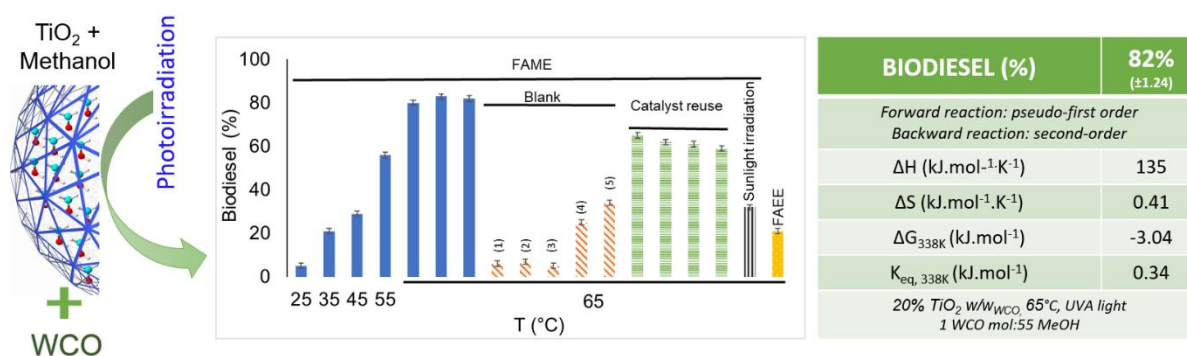 TiO₂ +
Methanol
Photoirradiation
+
WCO
FAME
Blank
Catalyst reuse
Sunlight irradiation
FAEE
(1)
(2)
(3)
(4)
(5)
Biodiesel (%)
100
80
60
40
20
0
25 35 45 55 65
T (°C)
BIODIESEL (%) 82%
(±1.24)
Forward reaction: pseudo-first order
Backward reaction: second-order
ΔH (kJ.mol-¹·K⁻¹) 135
ΔS (kJ.mol⁻¹.K⁻¹) 0.41
ΔG₃₃₈K (kJ.mol⁻¹) -3.04
Keq, 338K (kJ.mol⁻¹) 0.34
20% TiO₂ w/wWCO, 65°C, UVA light
1 WCO mol:55 MeOH